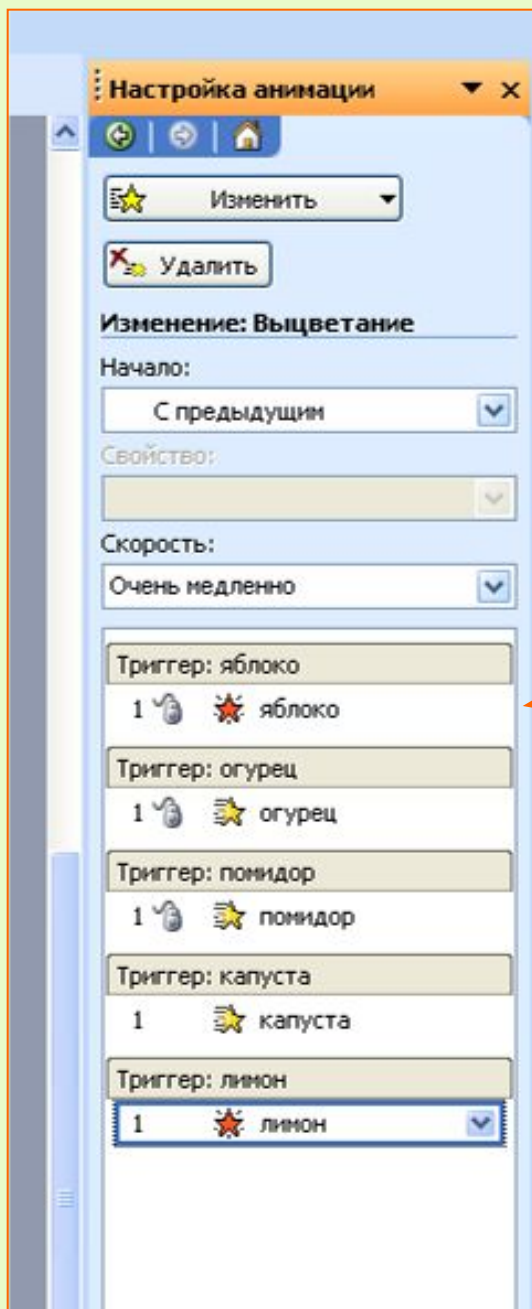 Настройка анимации
Изменить
Удалить
Изменение: Выцветание
Начало:
С предыдущим
Свойство:
Скорость:
Очень медленно
Триггер: яблоко
1 яблоко
Триггер: огурец
1 огурец
Триггер: помидор
1 помидор
Триггер: капуста
1 капуста
Триггер: лимон
1 лимон